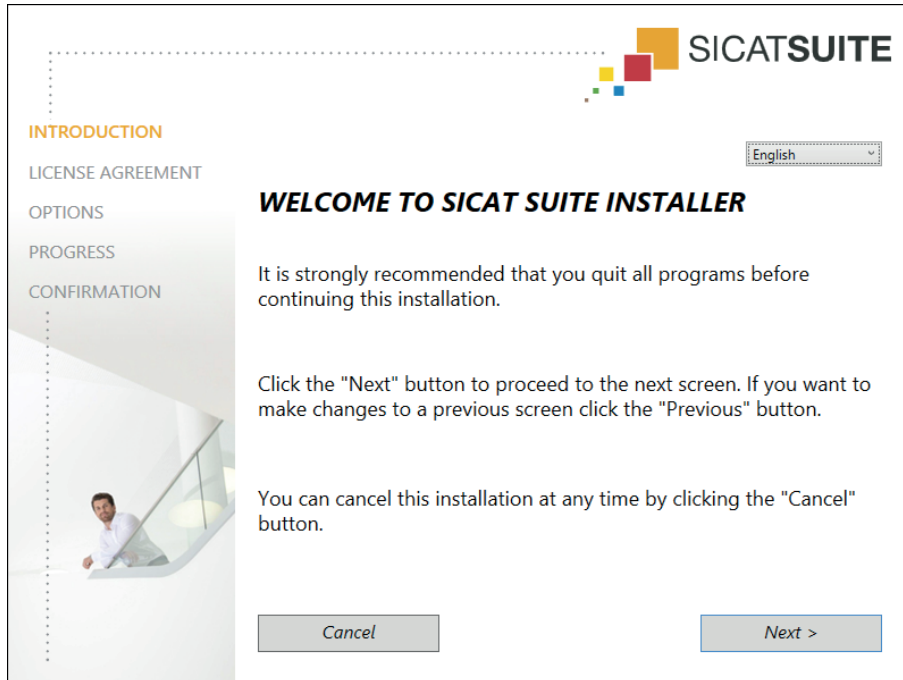 SICATSUITE
INTRODUCTION
LICENSE AGREEMENT
OPTIONS
PROGRESS
CONFIRMATION
English
WELCOME TO SICAT SUITE INSTALLER
It is strongly recommended that you quit all programs before
continuing this installation.
Click the "Next" button to proceed to the next screen. If you want to
make changes to a previous screen click the "Previous" button.
You can cancel this installation at any time by clicking the "Cancel"
button.
Cancel
Next >